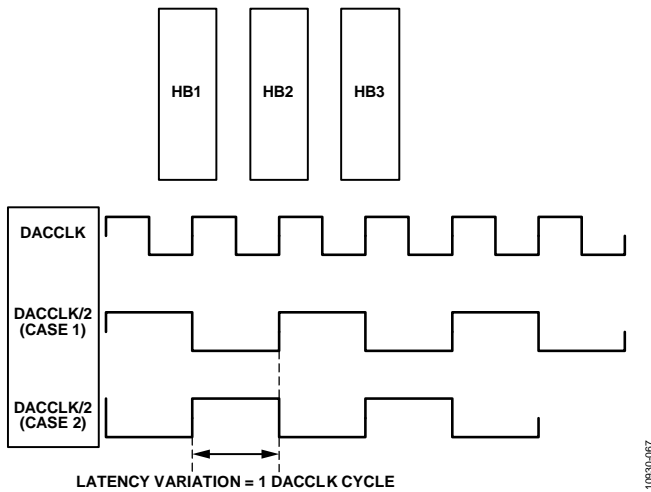 HB1
HB2
HB3
DACCLK
DACCLK/2
(CASE 1)
DACCLK/2
(CASE 2)
LATENCY VARIATION = 1 DACCLK CYCLE
10930-067